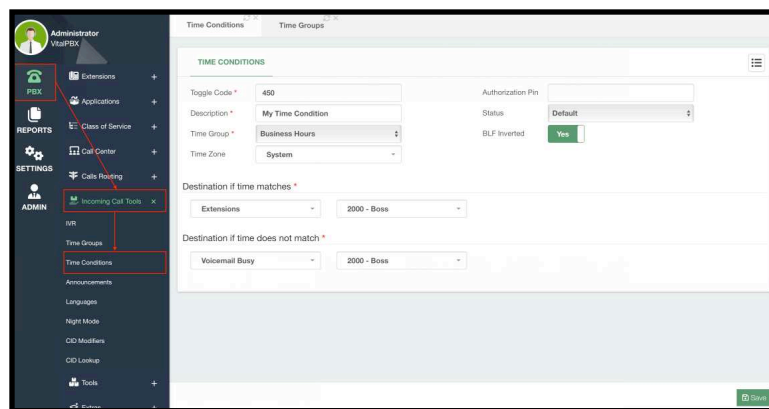 Administrator
VitalPBX
PBX
REPORTS
SETTINGS
ADMIN
Extensions +
Applications +
Class of Service +
Call Center +
Calls Routing +
Incoming Call Tools ×
IVR
Time Groups
Time Conditions
Announcements
Languages
Night Mode
CID Modifiers
CID Lookup
Tools +
Extras +
Time Conditions
Time Groups
TIME CONDITIONS
Toggle Code * 450 Authorization Pin
Description * My Time Condition Status Default
Time Group * Business Hours BLF Inverted Yes
Time Zone System
Destination if time matches *
Extensions 2000 - Boss
Destination if time does not match *
Voicemail Busy 2000 - Boss
Save